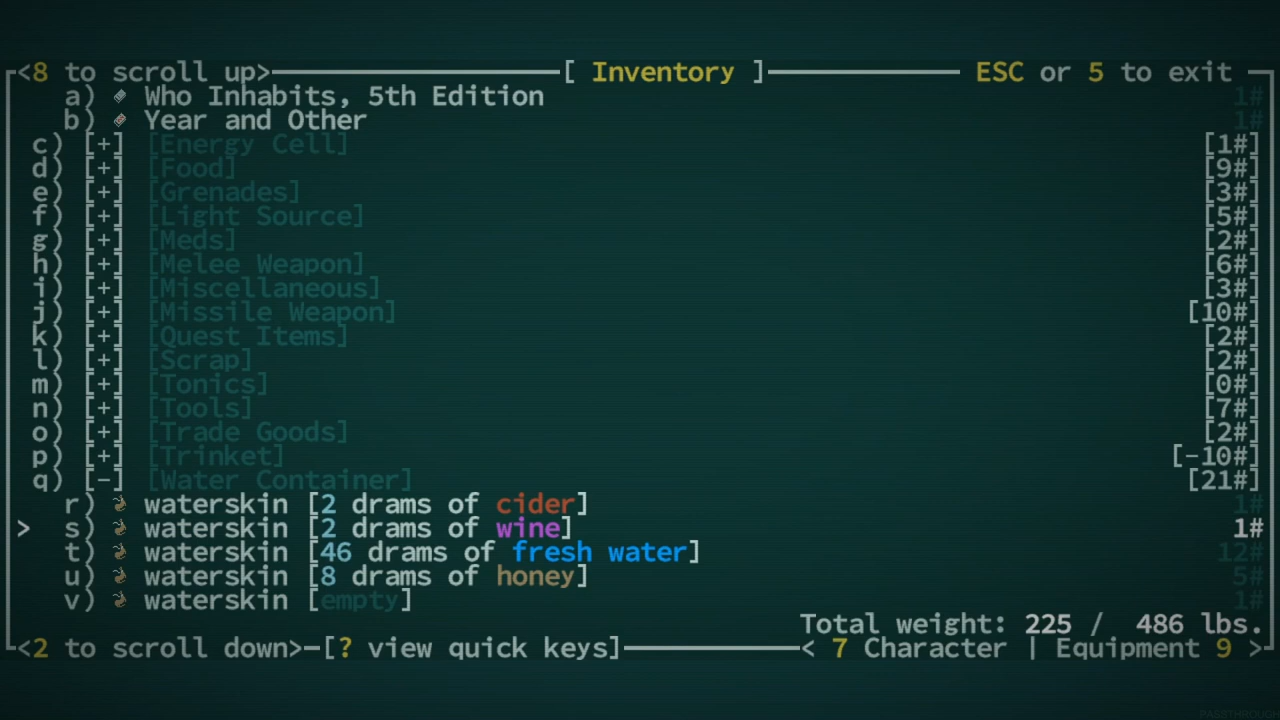 <8 to scroll up> [ Inventory ] ESC or 5 to exit
a) Who Inhabits, 5th Edition 1#
b) Year and Other 1#
c) [+] [Energy Cell] [1#]
d) [+] [Food] [9#]
e) [+] [Grenades] [3#]
f) [+] [Light Source] [5#]
g) [+] [Meds] [2#]
h) [+] [Melee Weapon] [6#]
i) [+] [Miscellaneous] [3#]
j) [+] [Missile Weapon] [10#]
k) [+] [Quest Items] [2#]
l) [+] [Scrap] [2#]
m) [+] [Tonics] [0#]
n) [+] [Tools] [7#]
o) [+] [Trade Goods] [2#]
p) [+] [Trinket] [-10#]
q) [-] [Water Container] [21#]
r) waterskin [2 drams of cider] 1#
> s) waterskin [2 drams of wine] 1#
t) waterskin [46 drams of fresh water] 12#
u) waterskin [8 drams of honey] 5#
v) waterskin [empty] 1#
Total weight: 225 / 486 lbs.
<2 to scroll down> [? view quick keys] < 7 Character | Equipment 9 >